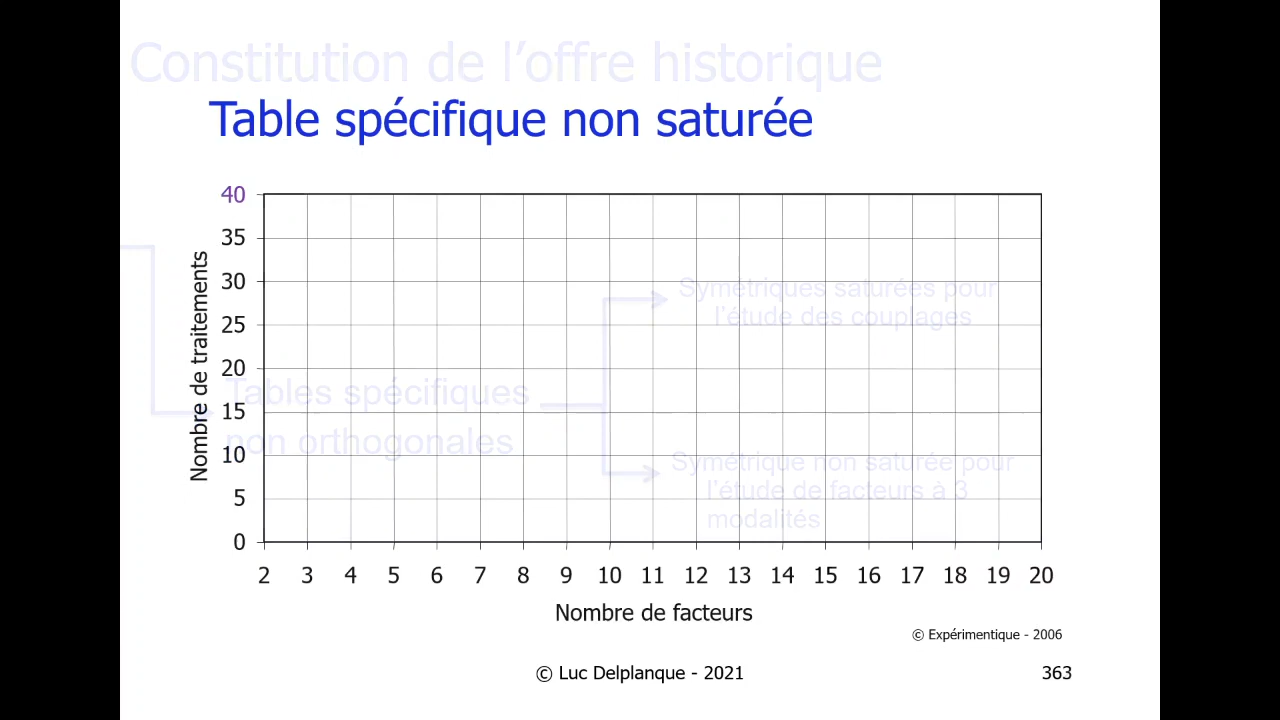 Constitution de l'offre historique
Table spécifique non saturée
40
35
30
25
20
15
10
5
0
Nombre de traitements
Symétriques saturées pour
l'étude des couplages
Tables spécifiques
non orthogonales
Symétrique non saturée pour
l'étude de facteurs à 3
modalités
2 3 4 5 6 7 8 9 10 11 12 13 14 15 16 17 18 19 20
Nombre de facteurs
© Expérimentique - 2006
© Luc Delplanque - 2021
363